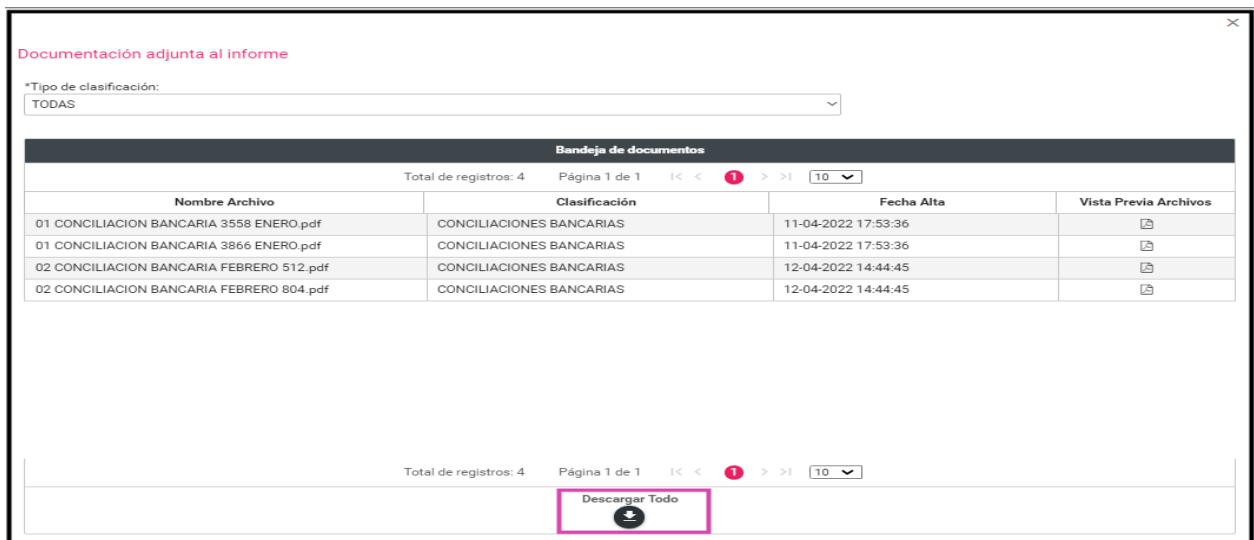 Documentación adjunta al informe
*Tipo de clasificación:
TODAS
Bandeja de documentos
Total de registros: 4 Página 1 de 1 |< < 1 > >| 10
Nombre Archivo Clasificación Fecha Alta Vista Previa Archivos
01 CONCILIACION BANCARIA 3558 ENERO.pdf CONCILIACIONES BANCARIAS 11-04-2022 17:53:36
01 CONCILIACION BANCARIA 3866 ENERO.pdf CONCILIACIONES BANCARIAS 11-04-2022 17:53:36
02 CONCILIACION BANCARIA FEBRERO 512.pdf CONCILIACIONES BANCARIAS 12-04-2022 14:44:45
02 CONCILIACION BANCARIA FEBRERO 804.pdf CONCILIACIONES BANCARIAS 12-04-2022 14:44:45
Total de registros: 4 Página 1 de 1 |< < 1 > >| 10
Descargar Todo